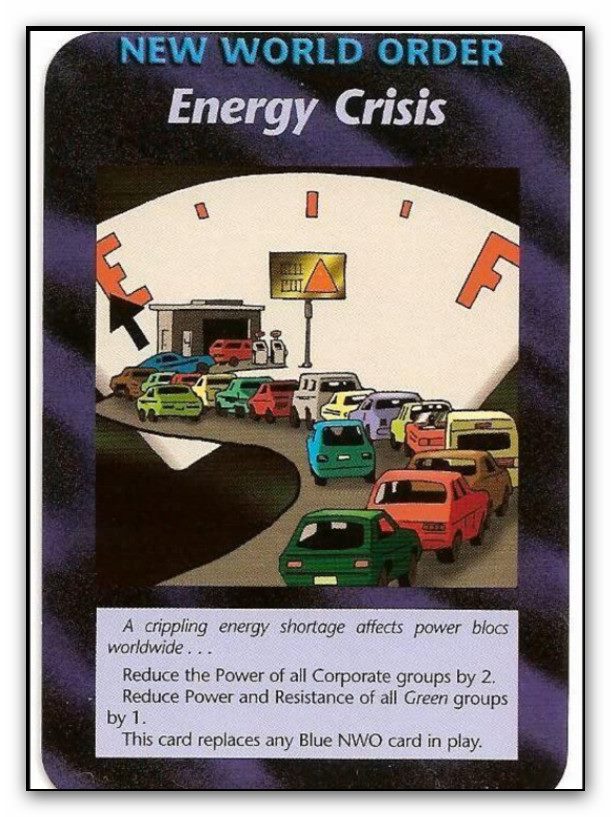 NEW WORLD ORDER
Energy Crisis
E
F
A crippling energy shortage affects power blocs
worldwide . . .
Reduce the Power of all Corporate groups by 2.
Reduce Power and Resistance of all Green groups
by 1.
This card replaces any Blue NWO card in play.